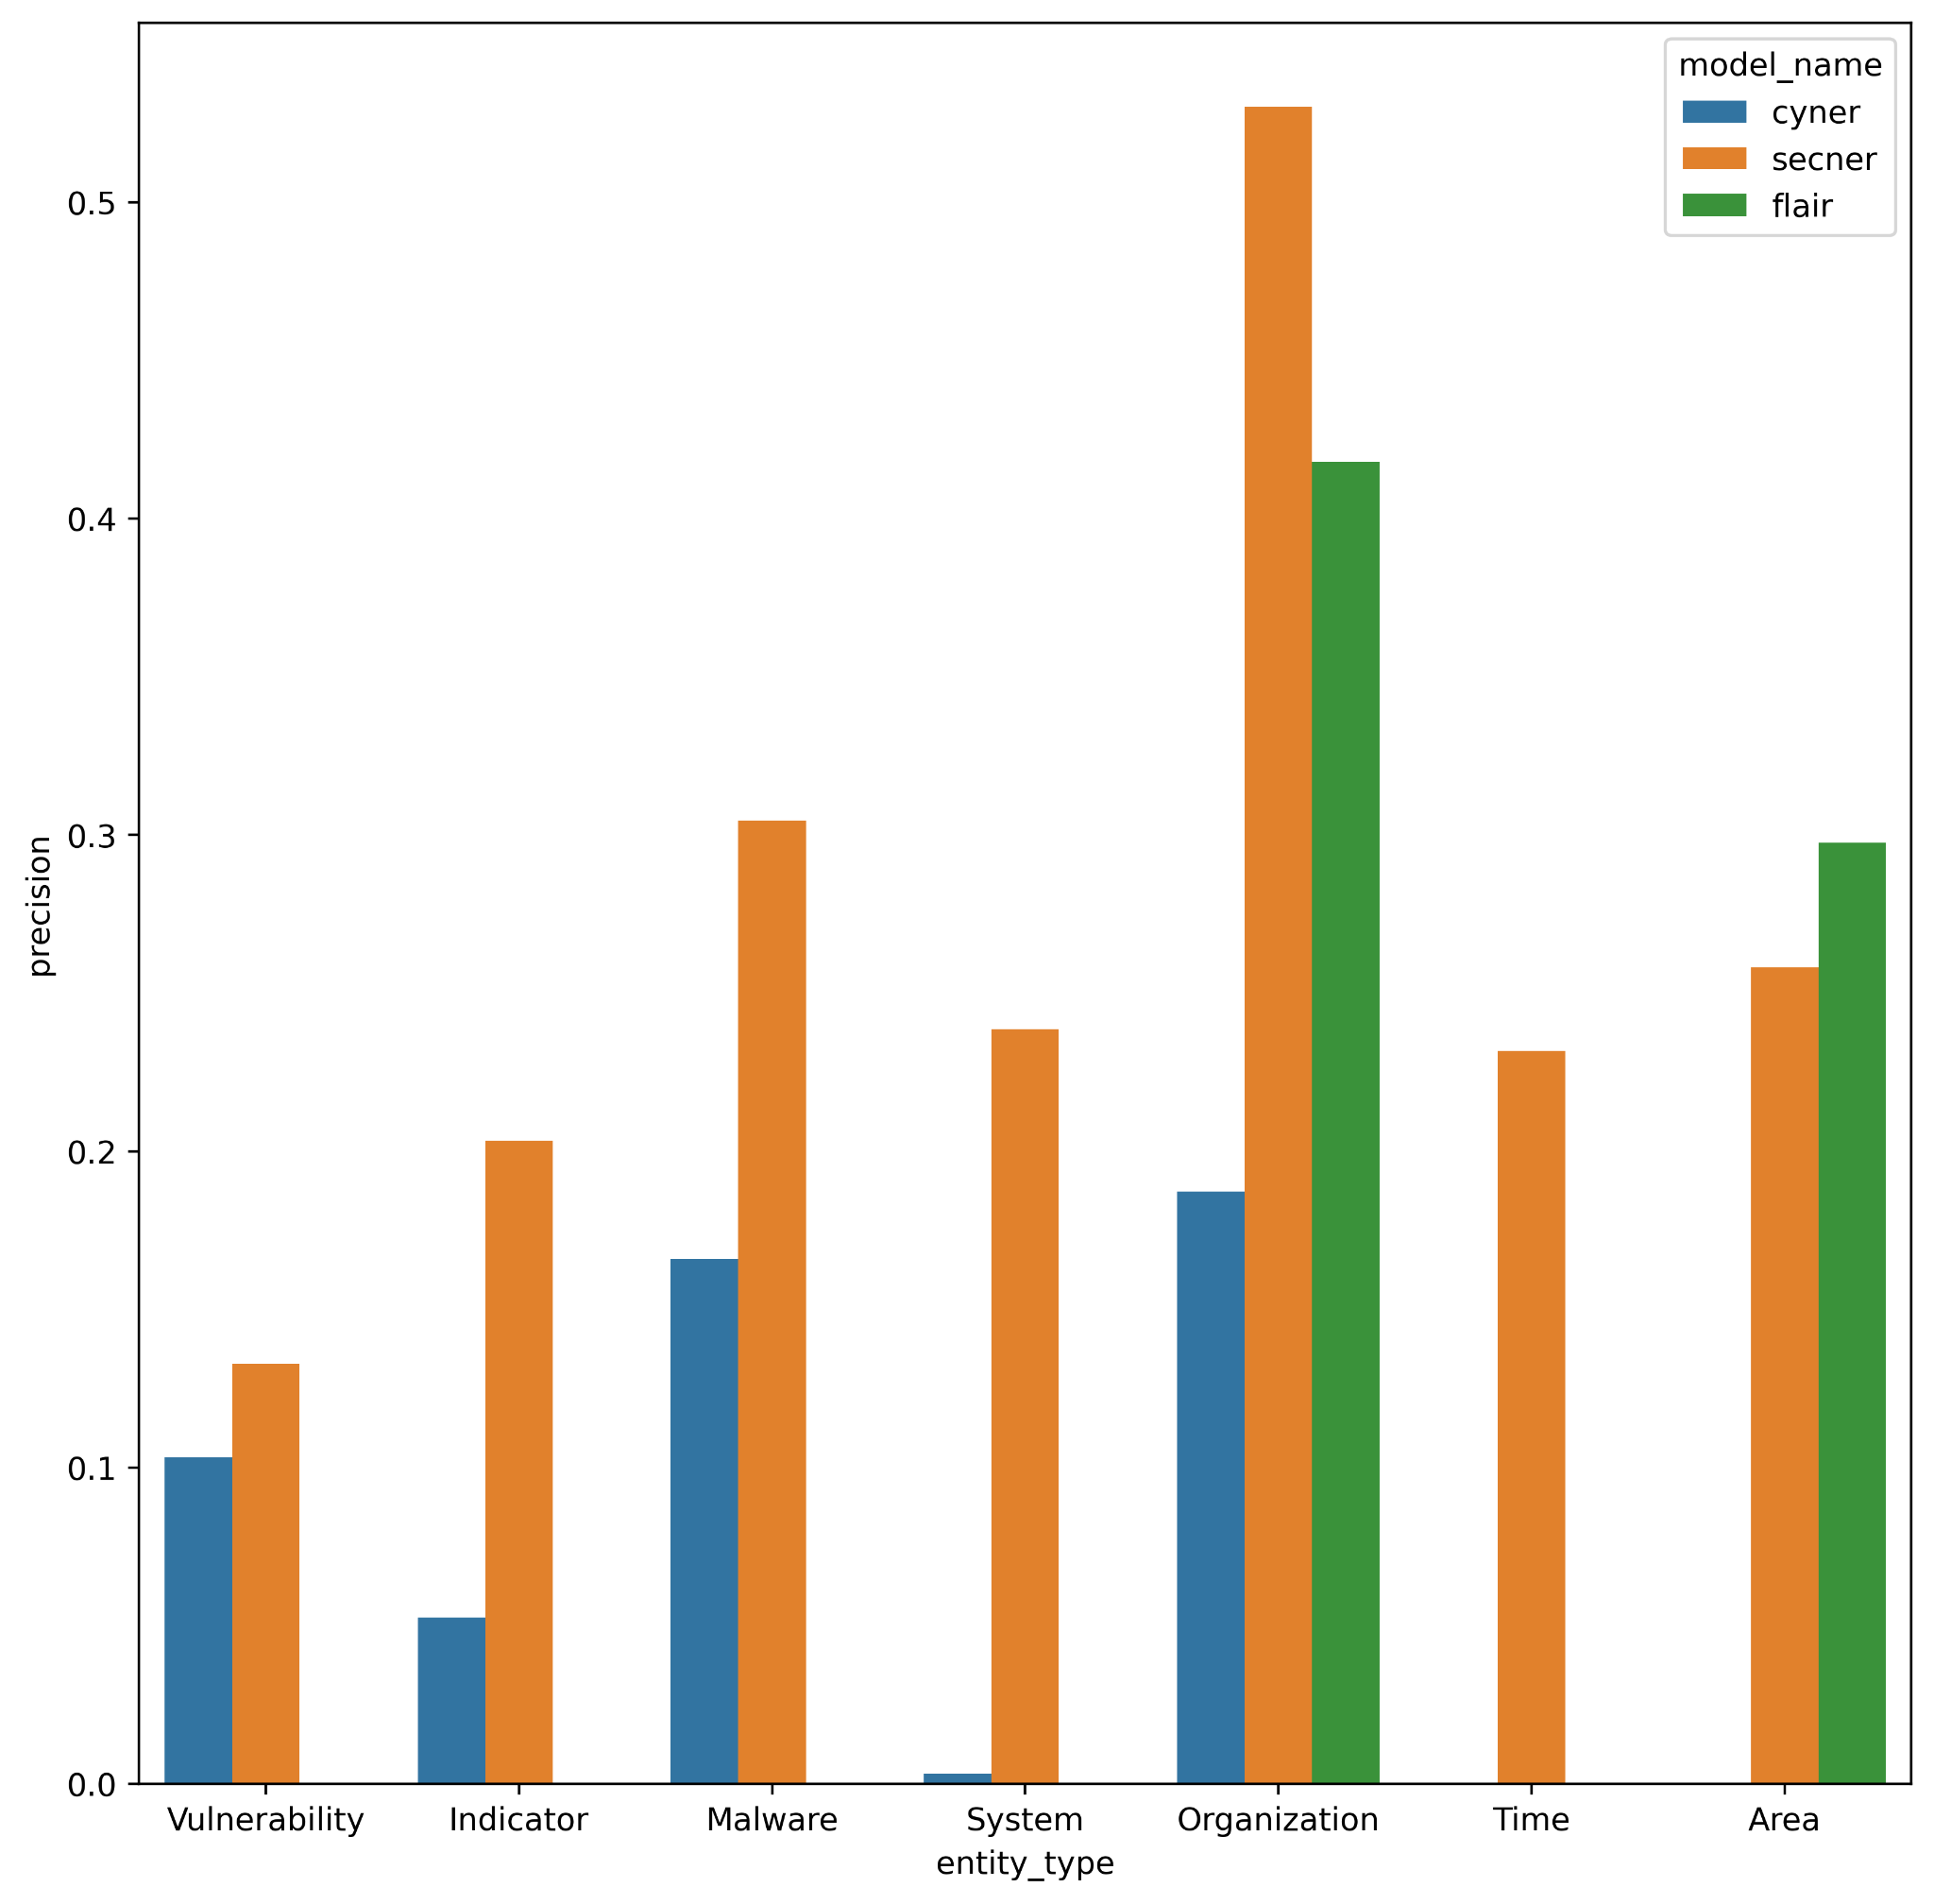 model_name
cyner
secner
flair
precision
0.5
0.4
0.3
0.2
0.1
0.0
Vulnerability Indicator Malware System Organization Time Area
entity_type